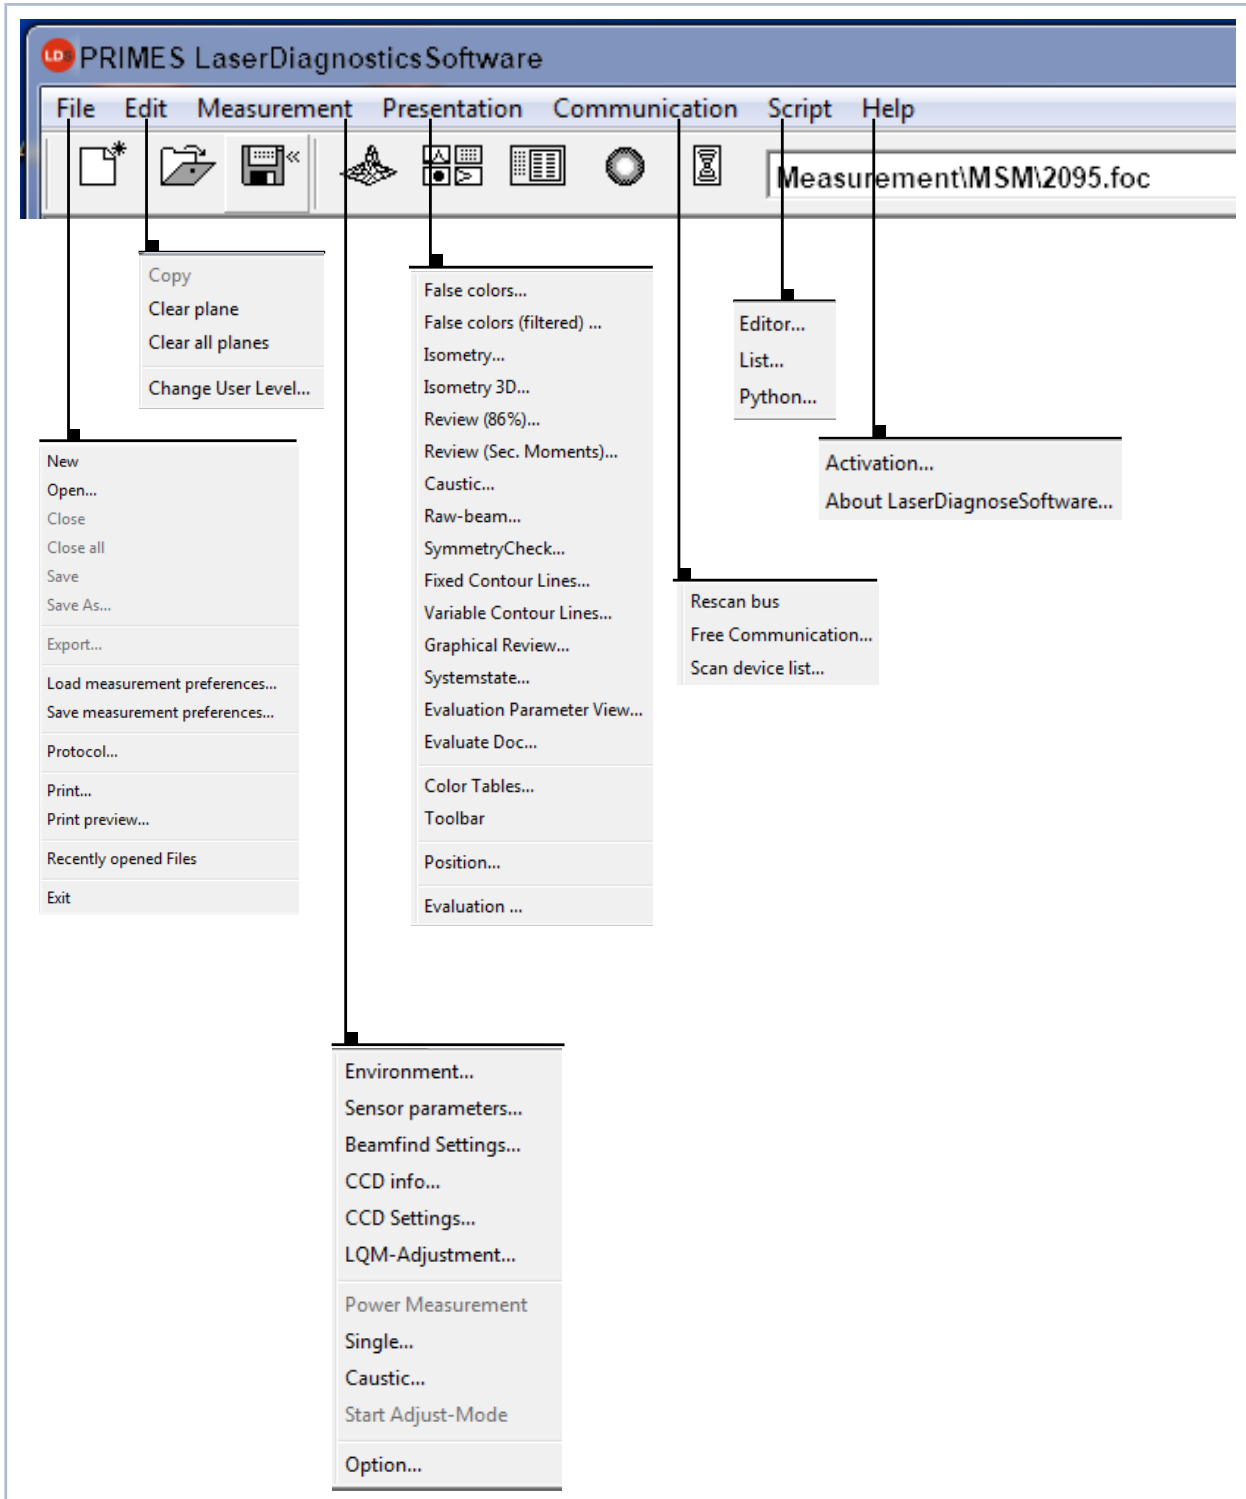 LDS PRIMES LaserDiagnosticsSoftware
File Edit Measurement Presentation Communication Script Help
Measurement\MSM\2095.foc
Copy
Clear plane
Clear all planes
Change User Level...
New
Open...
Close
Close all
Save
Save As...
Export...
Load measurement preferences...
Save measurement preferences...
Protocol...
Print...
Print preview...
Recently opened Files
Exit
False colors...
False colors (filtered) ...
Isometry...
Isometry 3D...
Review (86%)...
Review (Sec. Moments)...
Caustic...
Raw-beam...
SymmetryCheck...
Fixed Contour Lines...
Variable Contour Lines...
Graphical Review...
Systemstate...
Evaluation Parameter View...
Evaluate Doc...
Color Tables...
Toolbar
Position...
Evaluation ...
Editor...
List...
Python...
Activation...
About LaserDiagnoseSoftware...
Rescan bus
Free Communication...
Scan device list...
Environment...
Sensor parameters...
Beamfind Settings...
CCD info...
CCD Settings...
LQM-Adjustment...
Power Measurement
Single...
Caustic...
Start Adjust-Mode
Option...